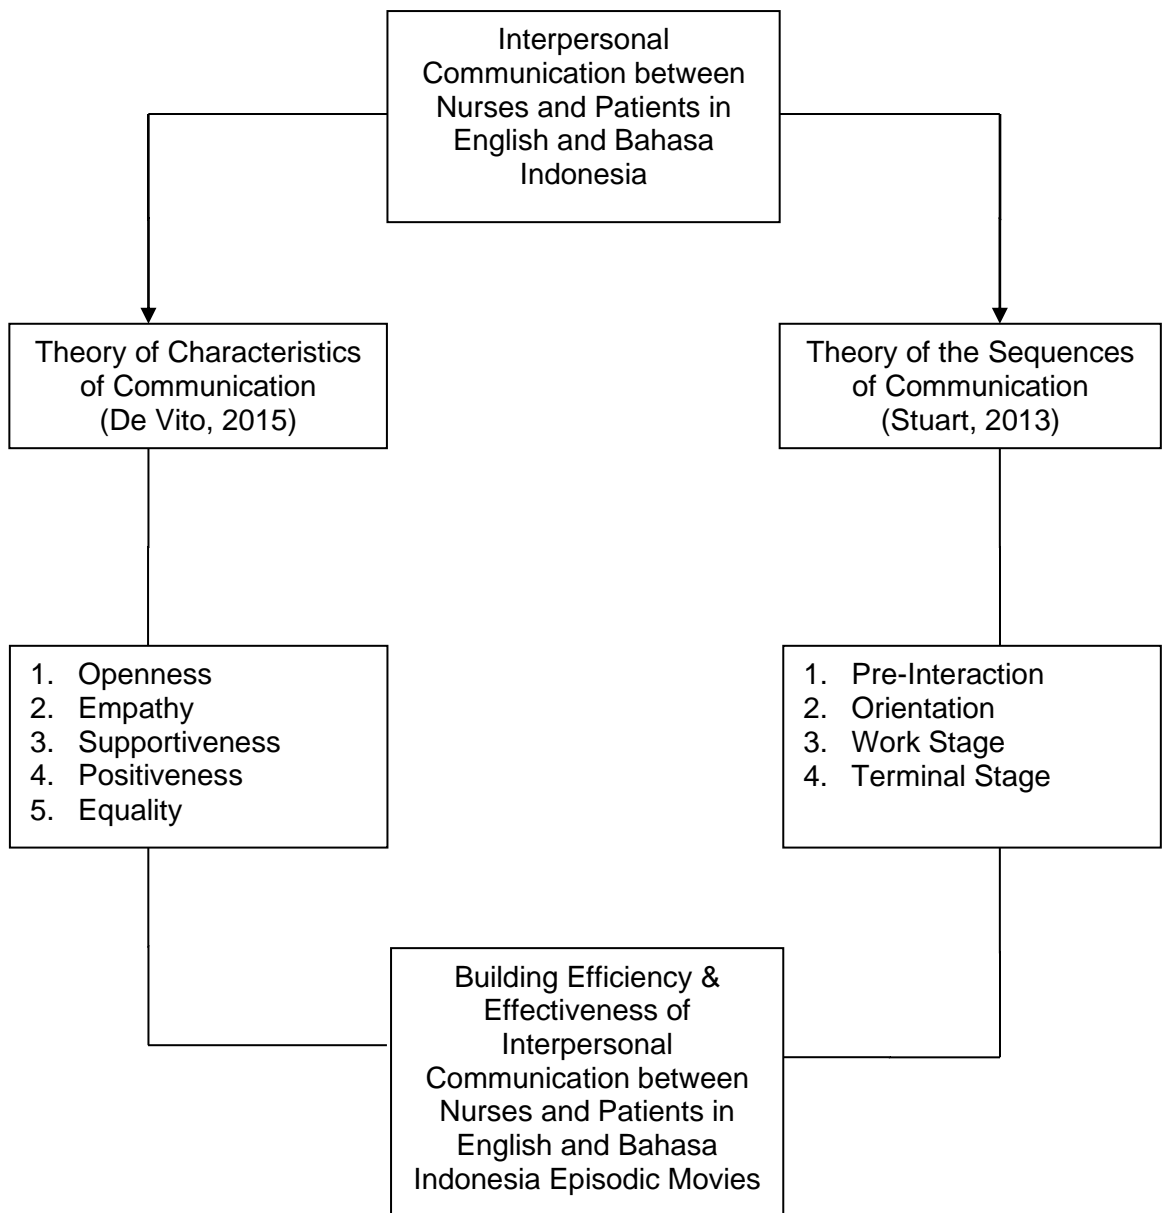 Interpersonal
Communication between
Nurses and Patients in
English and Bahasa
Indonesia
Theory of Characteristics
of Communication
(De Vito, 2015)
Theory of the Sequences
of Communication
(Stuart, 2013)
1. Openness
2. Empathy
3. Supportiveness
4. Positiveness
5. Equality
1. Pre-Interaction
2. Orientation
3. Work Stage
4. Terminal Stage
Building Efficiency &
Effectiveness of
Interpersonal
Communication between
Nurses and Patients in
English and Bahasa
Indonesia Episodic Movies